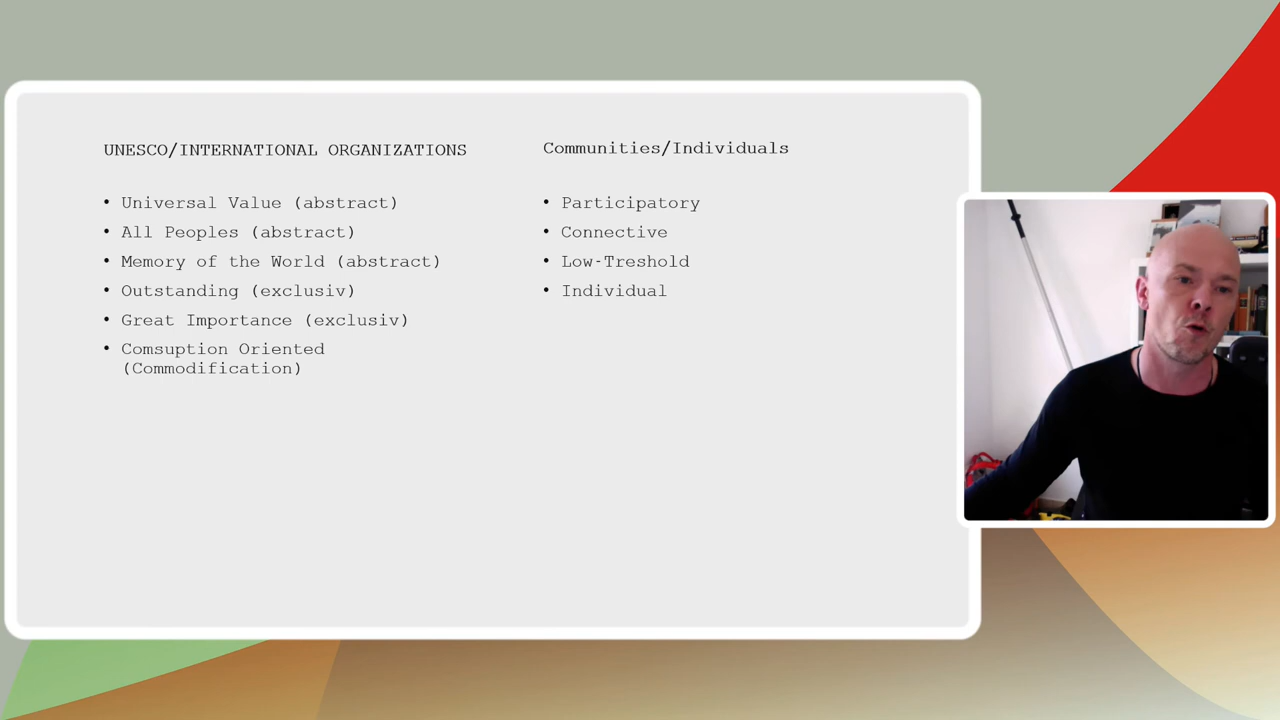 UNESCO/INTERNATIONAL ORGANIZATIONS
• Universal Value (abstract)
• All Peoples (abstract)
• Memory of the World (abstract)
• Outstanding (exclusiv)
• Great Importance (exclusiv)
• Comsuption Oriented
(Commodification)
Communities/Individuals
• Participatory
• Connective
• Low-Treshold
• Individual